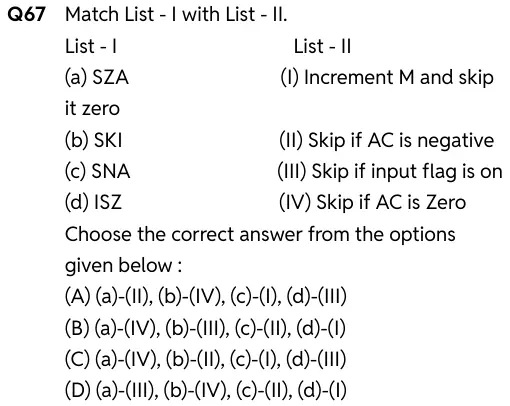 Q67 Match List - I with List - II.
List - I List - II
(a) SZA (I) Increment M and skip
it zero
(b) SKI (II) Skip if AC is negative
(c) SNA (III) Skip if input flag is on
(d) ISZ (IV) Skip if AC is Zero
Choose the correct answer from the options
given below :
(A) (a)-(II), (b)-(IV), (c)-(I), (d)-(III)
(B) (a)-(IV), (b)-(III), (c)-(II), (d)-(I)
(C) (a)-(IV), (b)-(II), (c)-(I), (d)-(III)
(D) (a)-(III), (b)-(IV), (c)-(II), (d)-(I)